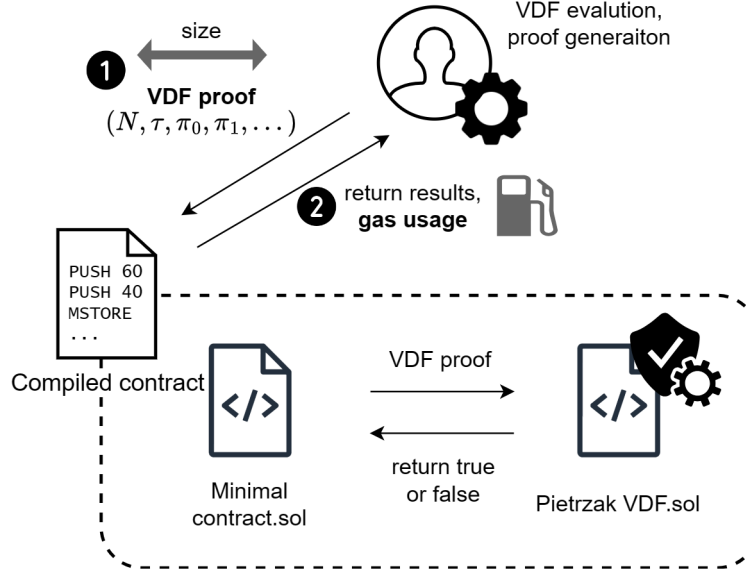 VDF evalution,
proof generaiton
size
1
VDF proof
(N, τ, π₀, π₁, . . . )
2
return results,
gas usage
PUSH 60
PUSH 40
MSTORE
...
Compiled contract
</>
VDF proof
</>
return true
or false
Minimal
contract.sol
Pietrzak VDF.sol